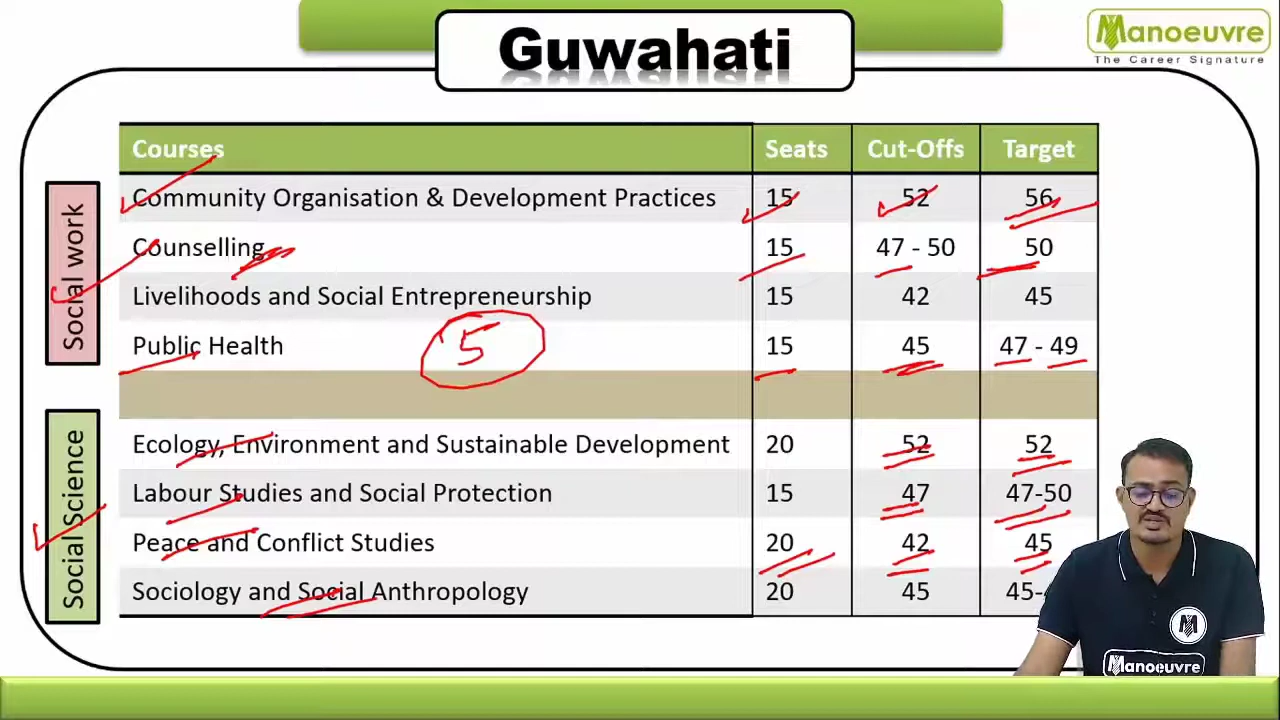 Guwahati
Manoeuvre
The Career Signature
Courses Seats Cut-Offs Target
Social work
Community Organisation & Development Practices 15 52 56
Counselling 15 47 - 50 50
Livelihoods and Social Entrepreneurship 15 42 45
Public Health 5 15 45 47 - 49
Social Science
Ecology, Environment and Sustainable Development 20 52 52
Labour Studies and Social Protection 15 47 47-50
Peace and Conflict Studies 20 42 45
Sociology and Social Anthropology 20 45 45-
M
Manoeuvre